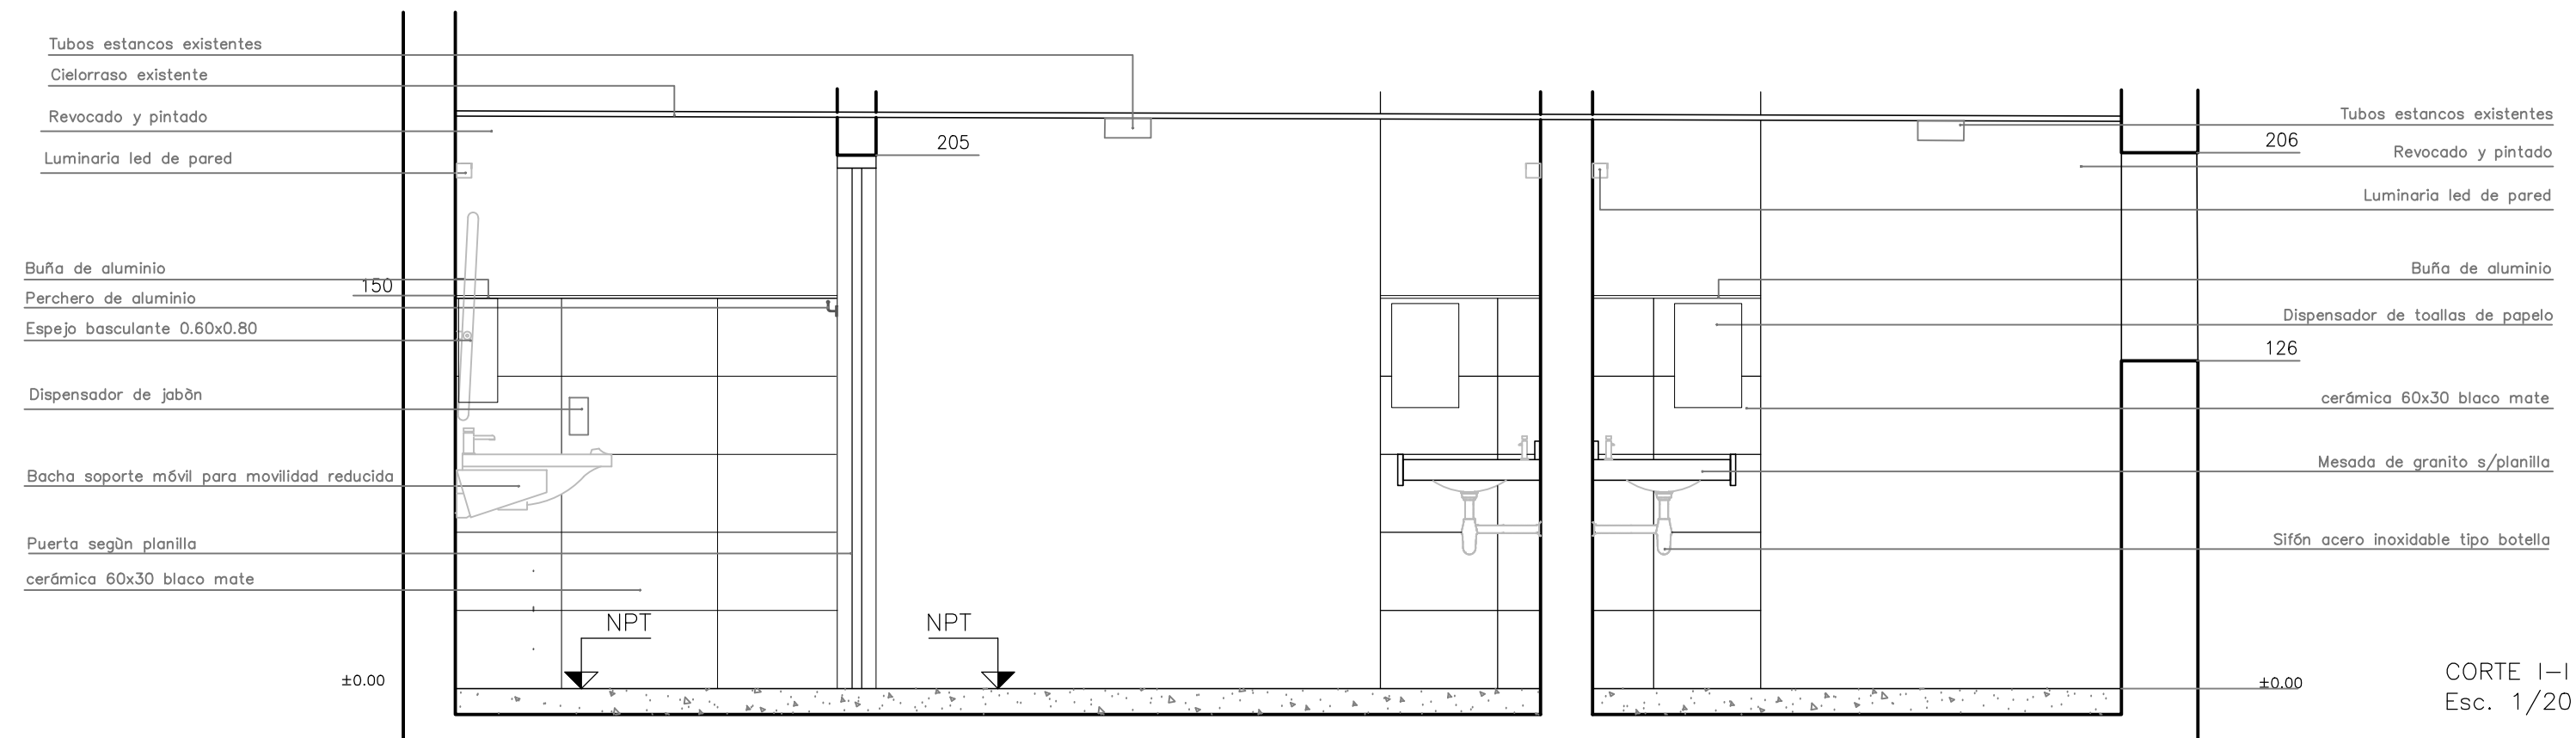 Tubos estancos existentes
Cielorraso existente
Revocado y pintado
Luminaria led de pared
Buña de aluminio
150
Perchero de aluminio
Espejo basculante 0.60x0.80
Dispensador de jabòn
Bacha soporte móvil para movilidad reducida
Puerta segùn planilla
cerámica 60x30 blaco mate
±0.00
NPT
NPT
205
Tubos estancos existentes
206
Revocado y pintado
Luminaria led de pared
Buña de aluminio
Dispensador de toallas de papelo
126
cerámica 60x30 blaco mate
Mesada de granito s/planilla
Sifón acero inoxidable tipo botella
±0.00
CORTE I-I
Esc. 1/20